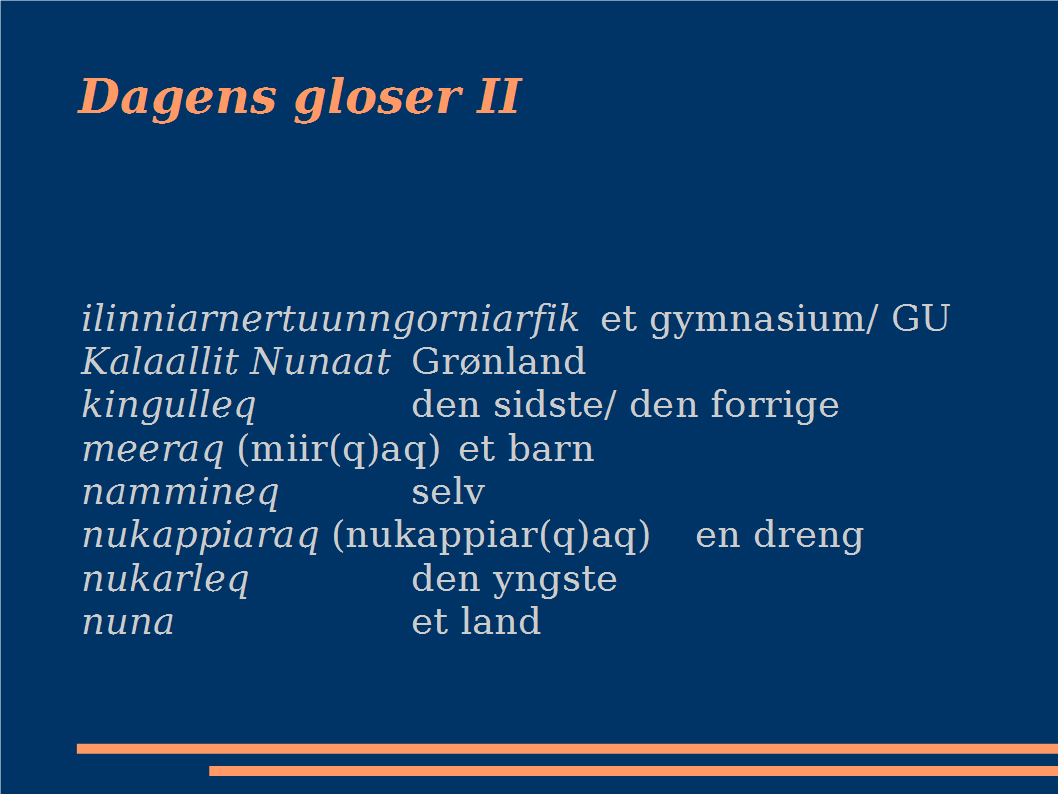 Dagens gloser II
ilinniarnertuunngorniarfik et gymnasium/ GU
Kalaallit Nunaat Grønland
kingulleq den sidste/ den forrige
meeraq (miir(q)aq) et barn
nammineq selv
nukappiaraq (nukappiar(q)aq) en dreng
nukarleq den yngste
nuna et land